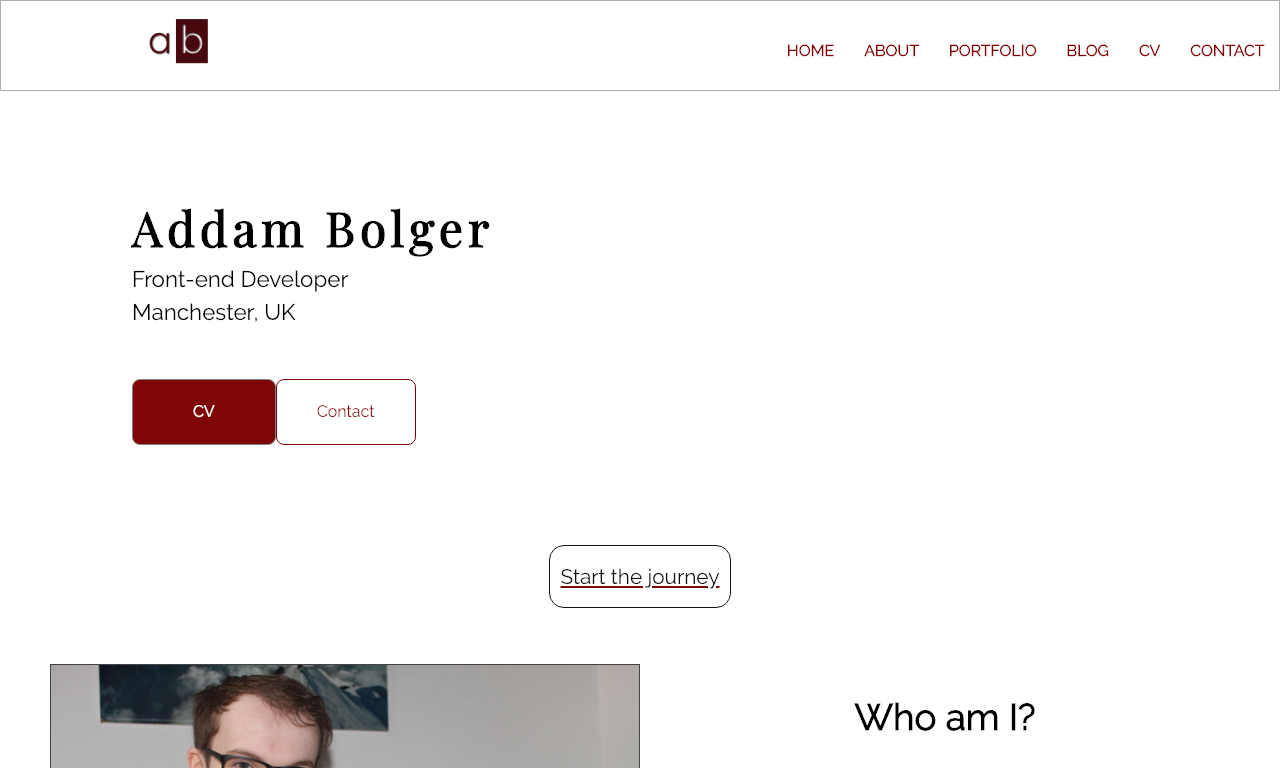 ab
HOME ABOUT PORTFOLIO BLOG CV CONTACT
Addam Bolger
Front-end Developer
Manchester, UK
CV Contact
Start the journey
Who am I?